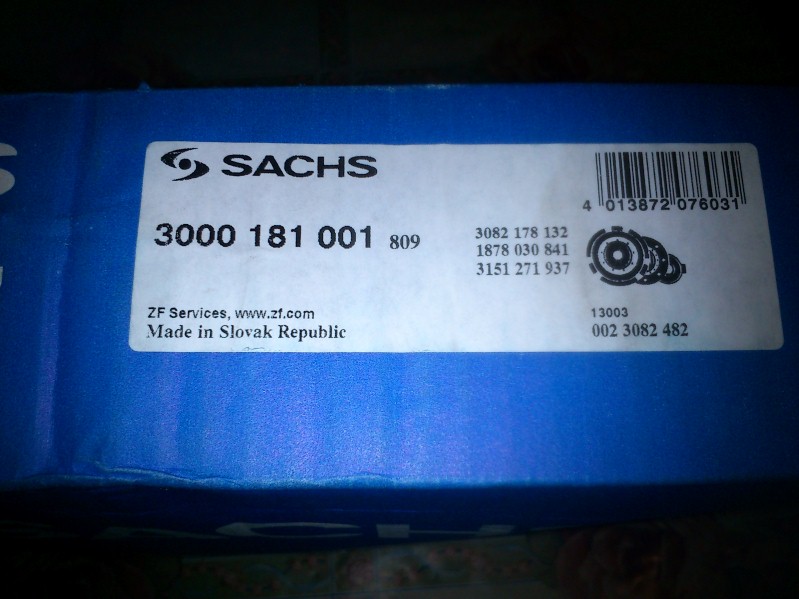 SACHS
3000 181 001 809
3082 178 132
1878 030 841
3151 271 937
4 013872 076031
ZF Services, www.zf.com
Made in Slovak Republic
13003
002 3082 482